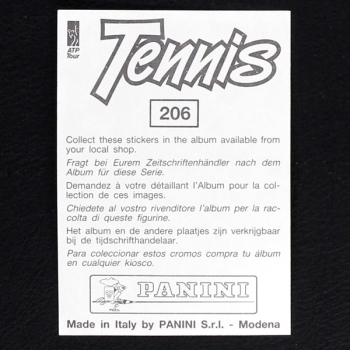 ATP
Tour
Tennis
206
Collect these stickers in the album available from
your local shop.
Fragt bei Eurem Zeitschriftenhändler nach dem
Album für diese Serie.
Demandez à votre détaillant l'Album pour la col-
lection de ces images.
Chiedete al vostro rivenditore l'album per la rac-
colta di queste figurine.
Het album en de andere plaatjes zijn verkrijgbaar
bij de tijdschrifthandelaar.
Para coleccionar estos cromos compra tu álbum
en cualquier kiosco.
PANINI
Made in Italy by PANINI S.r.l. - Modena